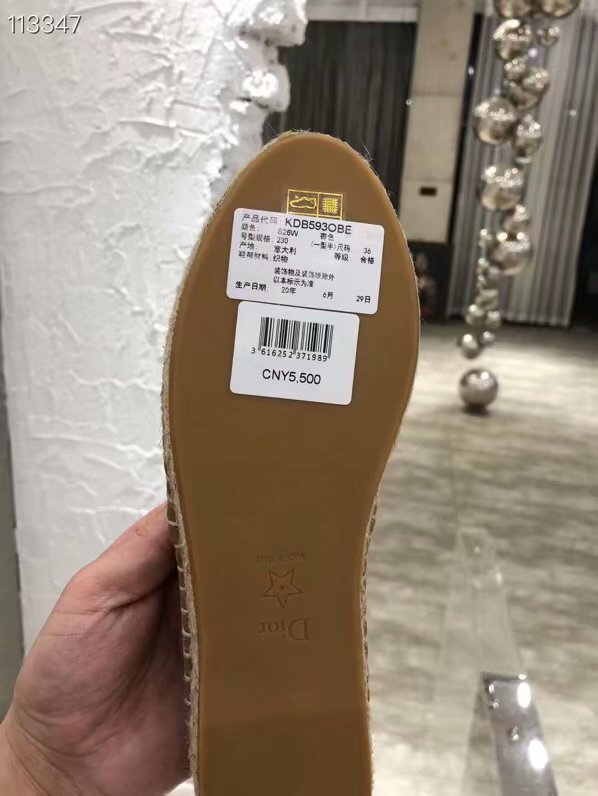 113347
产品代码: KDB593OBE
颜色: S26W 杏色
号型规格: 230 (一型半)尺码: 36
产地: 意大利 等级: 合格
鞋帮材料: 织物
装饰物及装饰线除外
以本标示为准
生产日期: 20年 6月 29日
3 616252 371989
CNY5,500
Dior